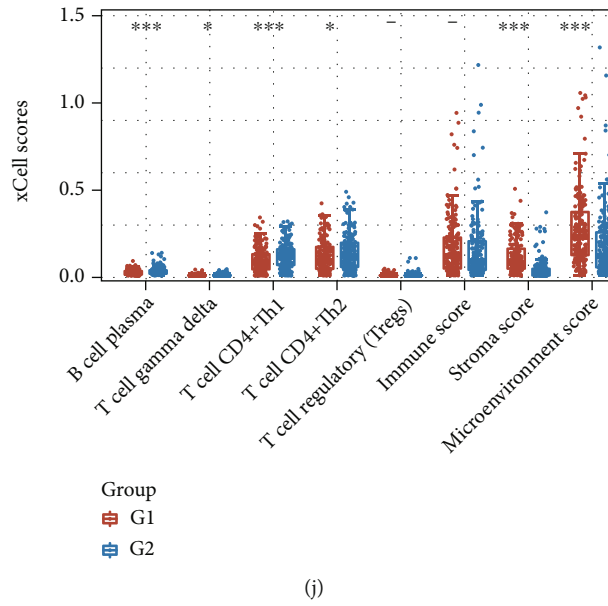 1.5
*** * *** * – – *** ***
1.0
0.5
0.0
xCell scores
B cell plasma
T cell gamma delta
T cell CD4+Th1
T cell CD4+Th2
T cell regulatory (Tregs)
Immune score
Stroma score
Microenvironment score
Group
G1
G2
(j)